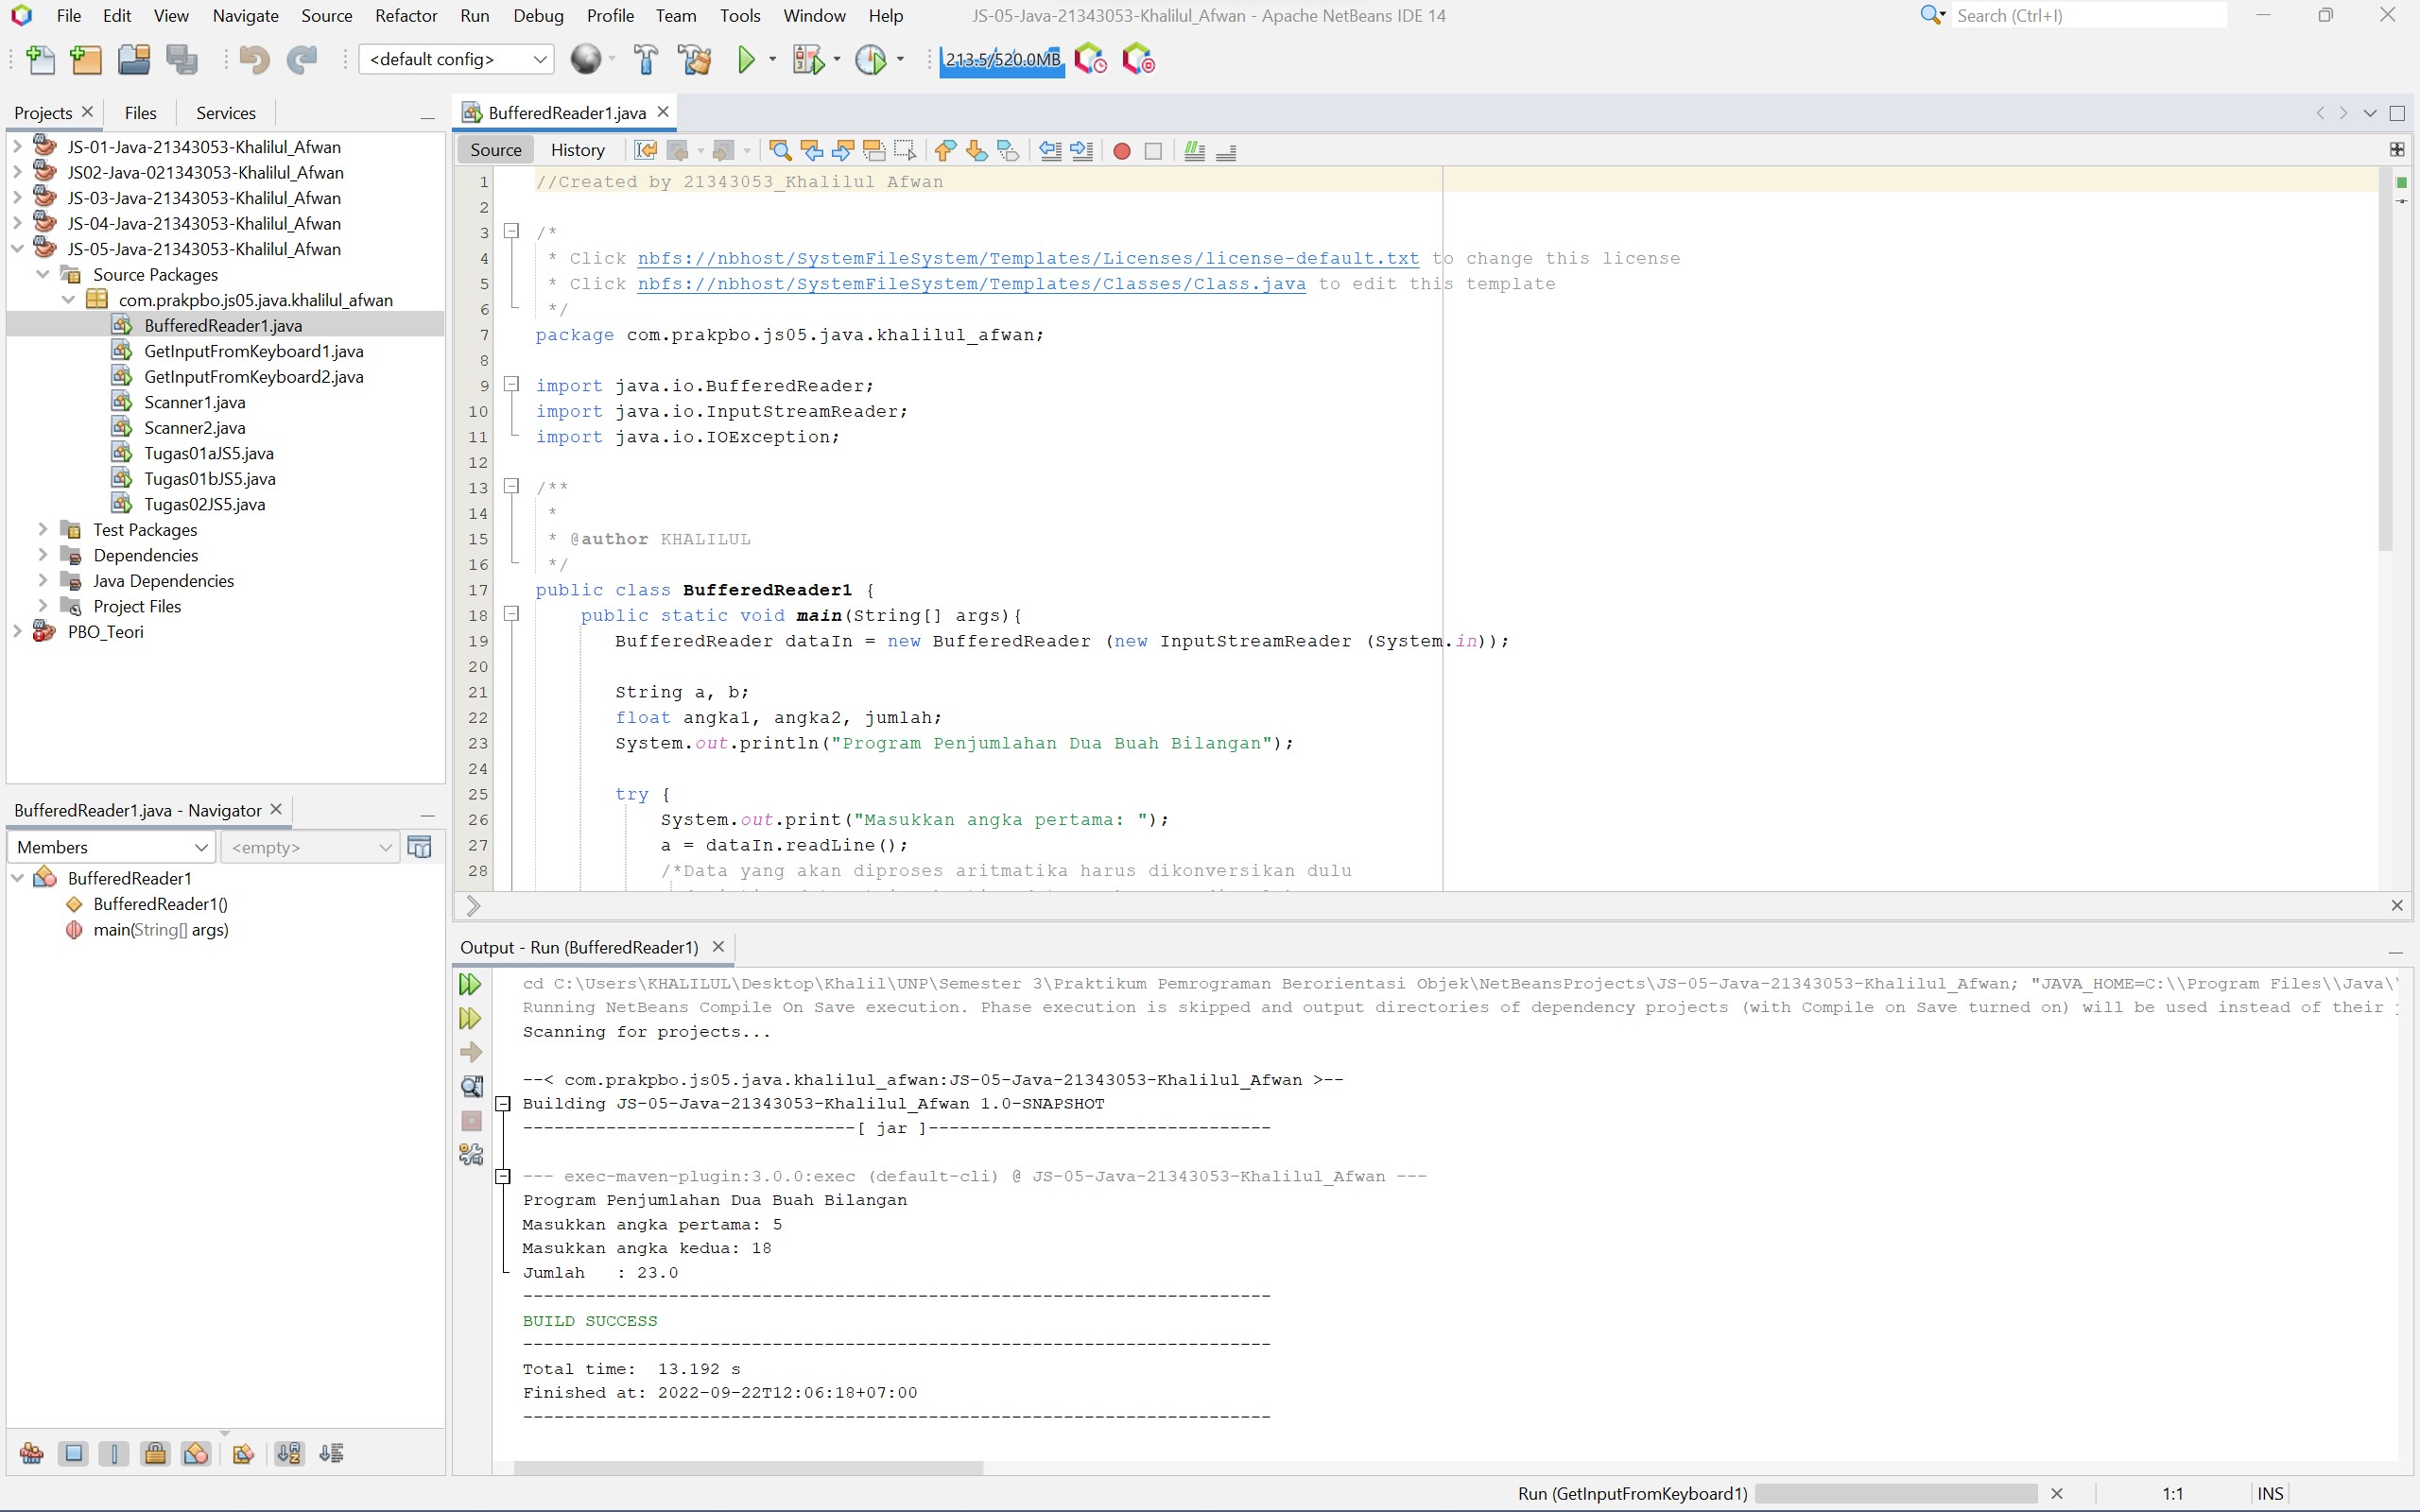 File Edit View Navigate Source Refactor Run Debug Profile Team Tools Window Help
JS-05-Java-21343053-Khalilul_Afwan - Apache NetBeans IDE 14
Search (Ctrl+I)
<default config>
213.5/520.0MB
Projects Files Services
JS-01-Java-21343053-Khalilul_Afwan
JS02-Java-021343053-Khalilul_Afwan
JS-03-Java-21343053-Khalilul_Afwan
JS-04-Java-21343053-Khalilul_Afwan
JS-05-Java-21343053-Khalilul_Afwan
Source Packages
com.prakpbo.js05.java.khalilul_afwan
BufferedReader1.java
GetInputFromKeyboard1.java
GetInputFromKeyboard2.java
Scanner1.java
Scanner2.java
Tugas01aJS5.java
Tugas01bJS5.java
Tugas02JS5.java
Test Packages
Dependencies
Java Dependencies
Project Files
PBO_Teori
BufferedReader1.java - Navigator
Members <empty>
BufferedReader1
BufferedReader1()
main(String[] args)
BufferedReader1.java
Source History
1 //Created by 21343053_Khalilul Afwan
2
3 /*
4 * Click nbfs://nbhost/SystemFileSystem/Templates/Licenses/license-default.txt to change this license
5 * Click nbfs://nbhost/SystemFileSystem/Templates/Classes/Class.java to edit this template
6 */
7 package com.prakpbo.js05.java.khalilul_afwan;
8
9 import java.io.BufferedReader;
10 import java.io.InputStreamReader;
11 import java.io.IOException;
12
13 /**
14 *
15 * @author KHALILUL
16 */
17 public class BufferedReader1 {
18 public static void main(String[] args){
19 BufferedReader dataIn = new BufferedReader (new InputStreamReader (System.in));
20
21 String a, b;
22 float angka1, angka2, jumlah;
23 System.out.println("Program Penjumlahan Dua Buah Bilangan");
24
25 try {
26 System.out.print("Masukkan angka pertama: ");
27 a = dataIn.readLine();
28 /*Data yang akan diproses aritmatika harus dikonversikan dulu
Output - Run (BufferedReader1)
cd C:\Users\KHALILUL\Desktop\Khalil\UNP\Semester 3\Praktikum Pemrograman Berorientasi Objek\NetBeansProjects\JS-05-Java-21343053-Khalilul_Afwan; "JAVA_HOME=C:\\Program Files\\Java\
Running NetBeans Compile On Save execution. Phase execution is skipped and output directories of dependency projects (with Compile on Save turned on) will be used instead of their
Scanning for projects...
--< com.prakpbo.js05.java.khalilul_afwan:JS-05-Java-21343053-Khalilul_Afwan >--
Building JS-05-Java-21343053-Khalilul_Afwan 1.0-SNAPSHOT
--------------------------------[ jar ]---------------------------------
--- exec-maven-plugin:3.0.0:exec (default-cli) @ JS-05-Java-21343053-Khalilul_Afwan ---
Program Penjumlahan Dua Buah Bilangan
Masukkan angka pertama: 5
Masukkan angka kedua: 18
Jumlah : 23.0
------------------------------------------------------------------------
BUILD SUCCESS
------------------------------------------------------------------------
Total time: 13.192 s
Finished at: 2022-09-22T12:06:18+07:00
------------------------------------------------------------------------
Run (GetInputFromKeyboard1) 1:1 INS